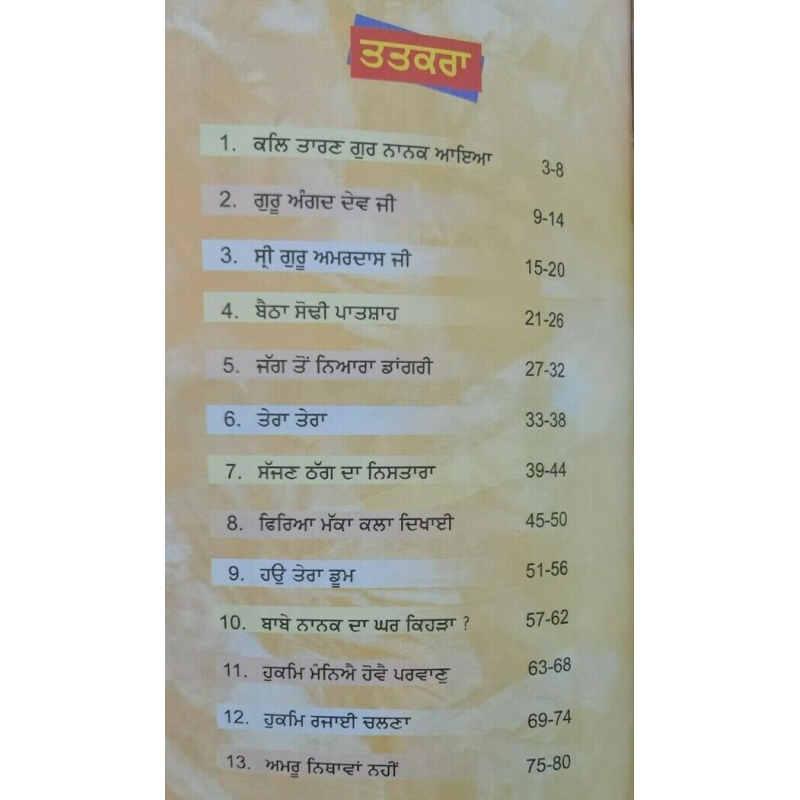 ਤਤਕਰਾ
1. ਕਲਿ ਤਾਰਣ ਗੁਰ ਨਾਨਕ ਆਇਆ 3-8
2. ਗੁਰੂ ਅੰਗਦ ਦੇਵ ਜੀ 9-14
3. ਸ੍ਰੀ ਗੁਰੂ ਅਮਰਦਾਸ ਜੀ 15-20
4. ਬੈਠਾ ਸੋਢੀ ਪਾਤਸ਼ਾਹ 21-26
5. ਜੱਗ ਤੋਂ ਨਿਆਰਾ ਡਾਂਗਰੀ 27-32
6. ਤੇਰਾ ਤੇਰਾ 33-38
7. ਸੱਜਣ ਠੱਗ ਦਾ ਨਿਸਤਾਰਾ 39-44
8. ਫਿਰਿਆ ਮੱਕਾ ਕਲਾ ਦਿਖਾਈ 45-50
9. ਹਉ ਤੇਰਾ ਡੂਮ 51-56
10. ਬਾਬੇ ਨਾਨਕ ਦਾ ਘਰ ਕਿਹੜਾ ? 57-62
11. ਹੁਕਮਿ ਮੰਨਿਐ ਹੋਵੈ ਪਰਵਾਣੁ 63-68
12. ਹੁਕਮਿ ਰਜਾਈ ਚਲਣਾ 69-74
13. ਅਮਰੂ ਨਿਥਾਵਾਂ ਨਹੀਂ 75-80